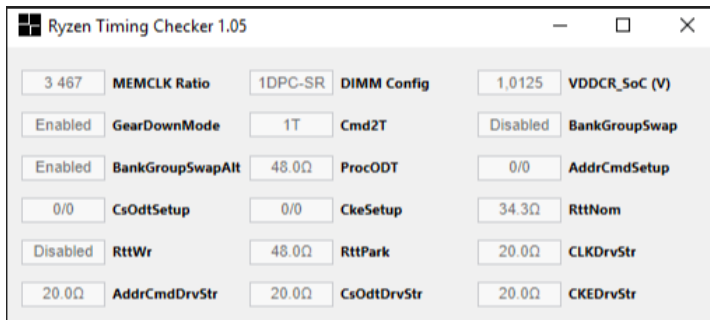 Ryzen Timing Checker 1.05
3 467 MEMCLK Ratio 1DPC-SR DIMM Config 1,0125 VDDCR_SoC (V)
Enabled GearDownMode 1T Cmd2T Disabled BankGroupSwap
Enabled BankGroupSwapAlt 48.0Ω ProcODT 0/0 AddrCmdSetup
0/0 CsOdtSetup 0/0 CkeSetup 34.3Ω RttNom
Disabled RttWr 48.0Ω RttPark 20.0Ω CLKDrvStr
20.0Ω AddrCmdDrvStr 20.0Ω CsOdtDrvStr 20.0Ω CKEDrvStr